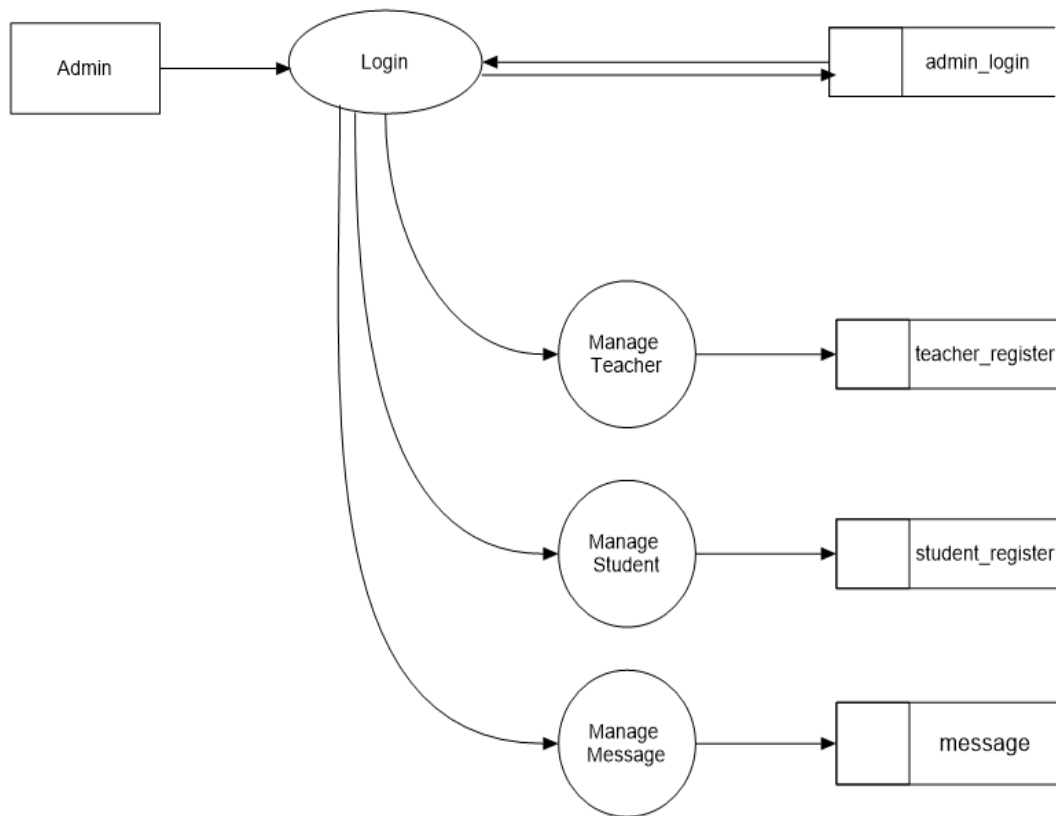 Admin
Login
admin_login
Manage
Teacher
teacher_register
Manage
Student
student_register
Manage
Message
message